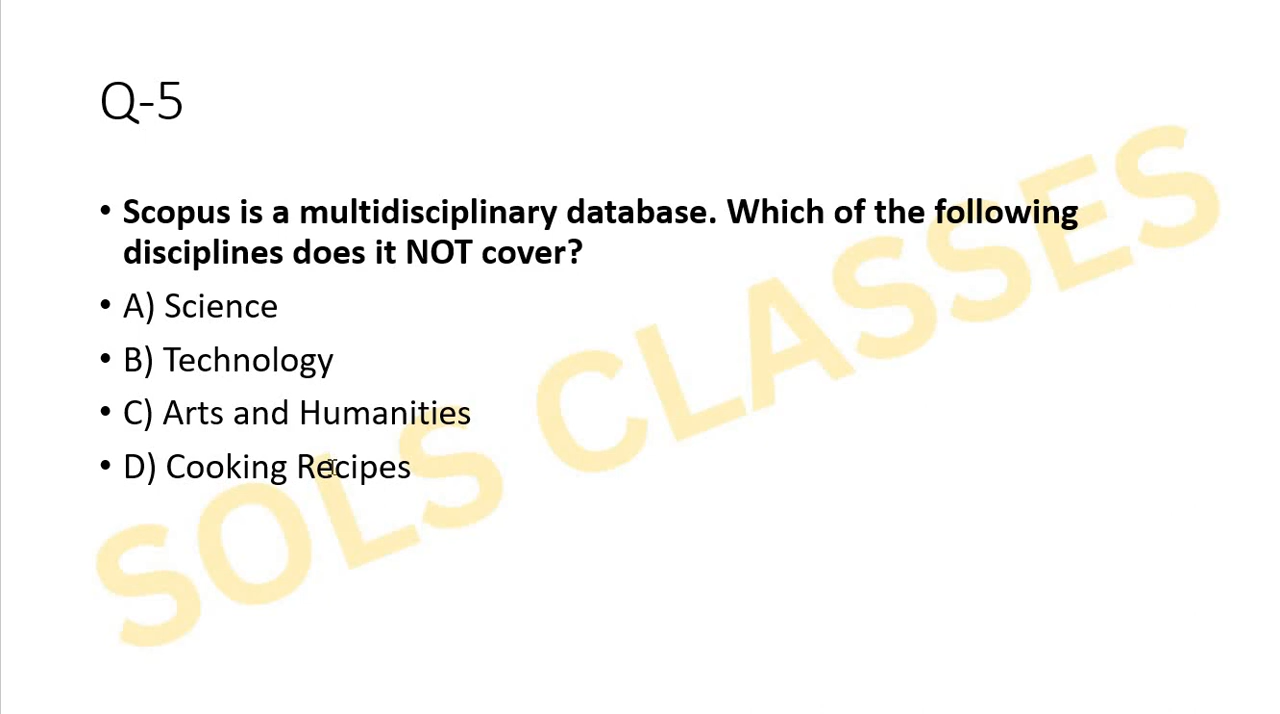 Q-5
• Scopus is a multidisciplinary database. Which of the following
disciplines does it NOT cover?
• A) Science
• B) Technology
• C) Arts and Humanities
• D) Cooking Recipes
SOLS CLASSES